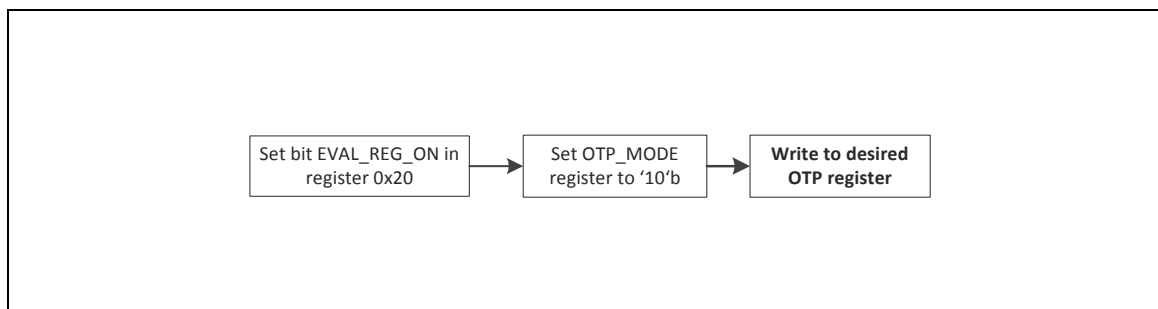 Set bit EVAL_REG_ON in
register 0x20
Set OTP_MODE
register to ‘10‘b
Write to desired
OTP register